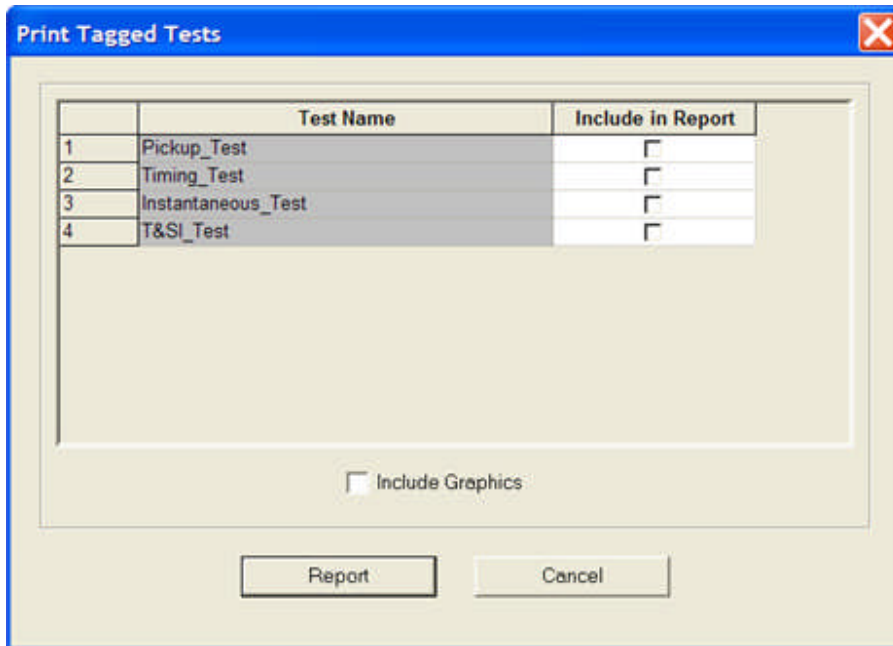 Print Tagged Tests
Test Name Include in Report
1 Pickup_Test
2 Timing_Test
3 Instantaneous_Test
4 T&SI_Test
Include Graphics
Report Cancel